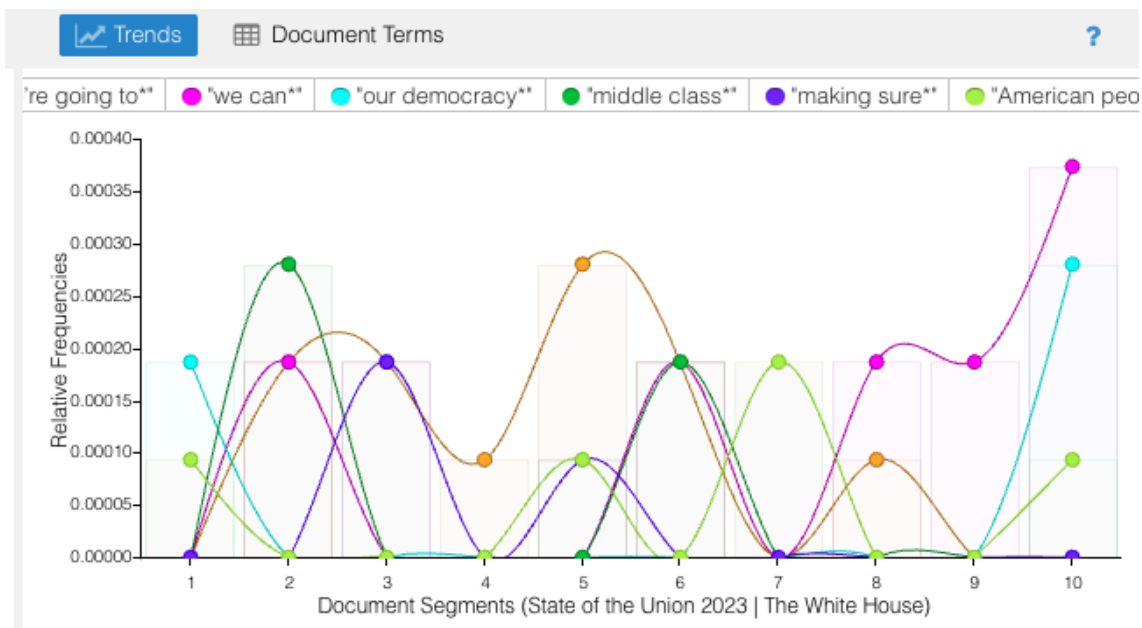 Trends Document Terms ?
're going to*" "we can*" "our democracy*" "middle class*" "making sure*" "American peo
0.00040
0.00035
0.00030
0.00025
0.00020
0.00015
0.00010
0.00005
0.00000
Relative Frequencies
1 2 3 4 5 6 7 8 9 10
Document Segments (State of the Union 2023 | The White House)